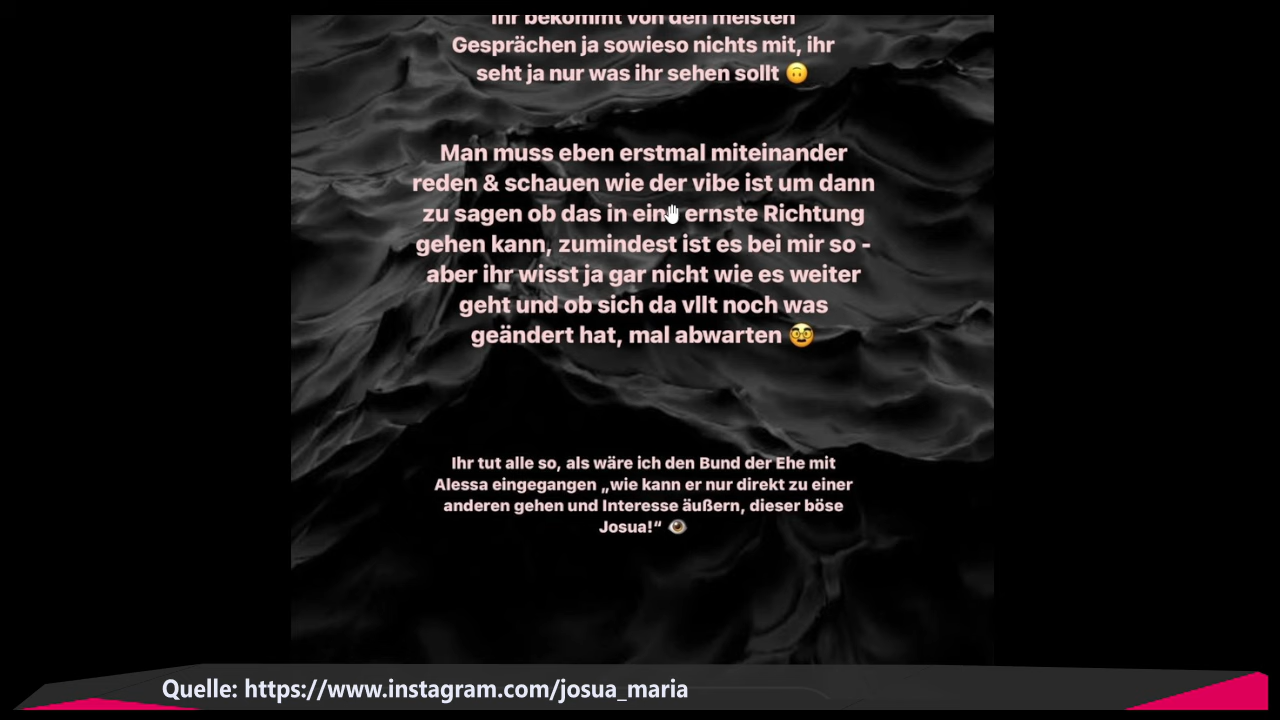 Ihr bekommt von den meisten
Gesprächen ja sowieso nichts mit, ihr
seht ja nur was ihr sehen sollt 🙃
Man muss eben erstmal miteinander
reden & schauen wie der vibe ist um dann
zu sagen ob das in eine ernste Richtung
gehen kann, zumindest ist es bei mir so -
aber ihr wisst ja gar nicht wie es weiter
geht und ob sich da vllt noch was
geändert hat, mal abwarten 🥸
Ihr tut alle so, als wäre ich den Bund der Ehe mit
Alessa eingegangen „wie kann er nur direkt zu einer
anderen gehen und Interesse äußern, dieser böse
Josua!“ 👁️
Quelle: https://www.instagram.com/josua_maria